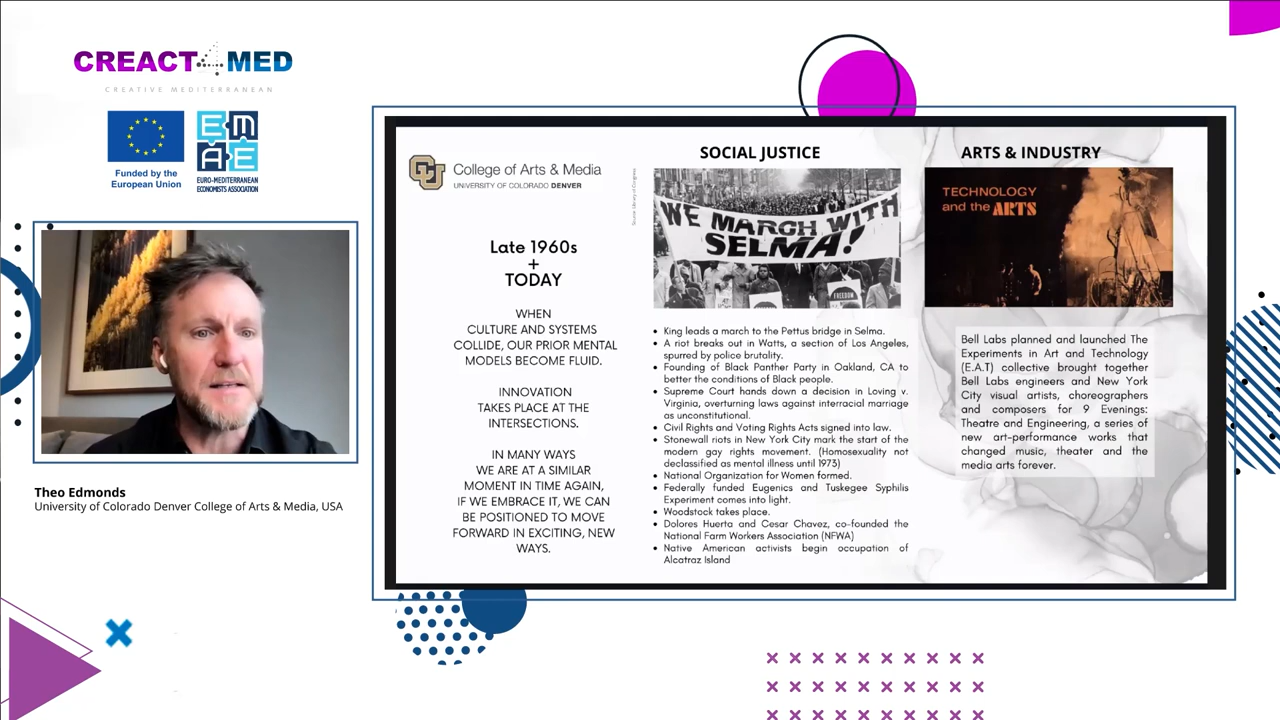 CREACT4MED
CREATIVE MEDITERRANEAN
Funded by the
European Union
EMAE
EURO-MEDITERRANEAN
ECONOMISTS ASSOCIATION
Theo Edmonds
University of Colorado Denver College of Arts & Media, USA
CU
College of Arts & Media
UNIVERSITY OF COLORADO DENVER
Late 1960s
+
TODAY
WHEN
CULTURE AND SYSTEMS
COLLIDE, OUR PRIOR MENTAL
MODELS BECOME FLUID.
INNOVATION
TAKES PLACE AT THE
INTERSECTIONS.
IN MANY WAYS
WE ARE AT A SIMILAR
MOMENT IN TIME AGAIN,
IF WE EMBRACE IT, WE CAN
BE POSITIONED TO MOVE
FORWARD IN EXCITING, NEW
WAYS.
SOCIAL JUSTICE
Source: Library of Congress
WE MARCH WITH
SELMA!
FREEDOM
• King leads a march to the Pettus bridge in Selma.
• A riot breaks out in Watts, a section of Los Angeles,
spurred by police brutality.
• Founding of Black Panther Party in Oakland, CA to
better the conditions of Black people.
• Supreme Court hands down a decision in Loving v.
Virginia, overturning laws against interracial marriage
as unconstitutional.
• Civil Rights and Voting Rights Acts signed into law.
• Stonewall riots in New York City mark the start of the
modern gay rights movement. (Homosexuality not
declassified as mental illness until 1973)
• National Organization for Women formed.
• Federally funded Eugenics and Tuskegee Syphilis
Experiment comes into light.
• Woodstock takes place.
• Dolores Huerta and Cesar Chavez, co-founded the
National Farm Workers Association (NFWA)
• Native American activists begin occupation of
Alcatraz Island
ARTS & INDUSTRY
TECHNOLOGY
and the ARTS
Bell Labs planned and launched The
Experiments in Art and Technology
(E.A.T) collective brought together
Bell Labs engineers and New York
City visual artists, choreographers
and composers for 9 Evenings:
Theatre and Engineering, a series of
new art-performance works that
changed music, theater and the
media arts forever.